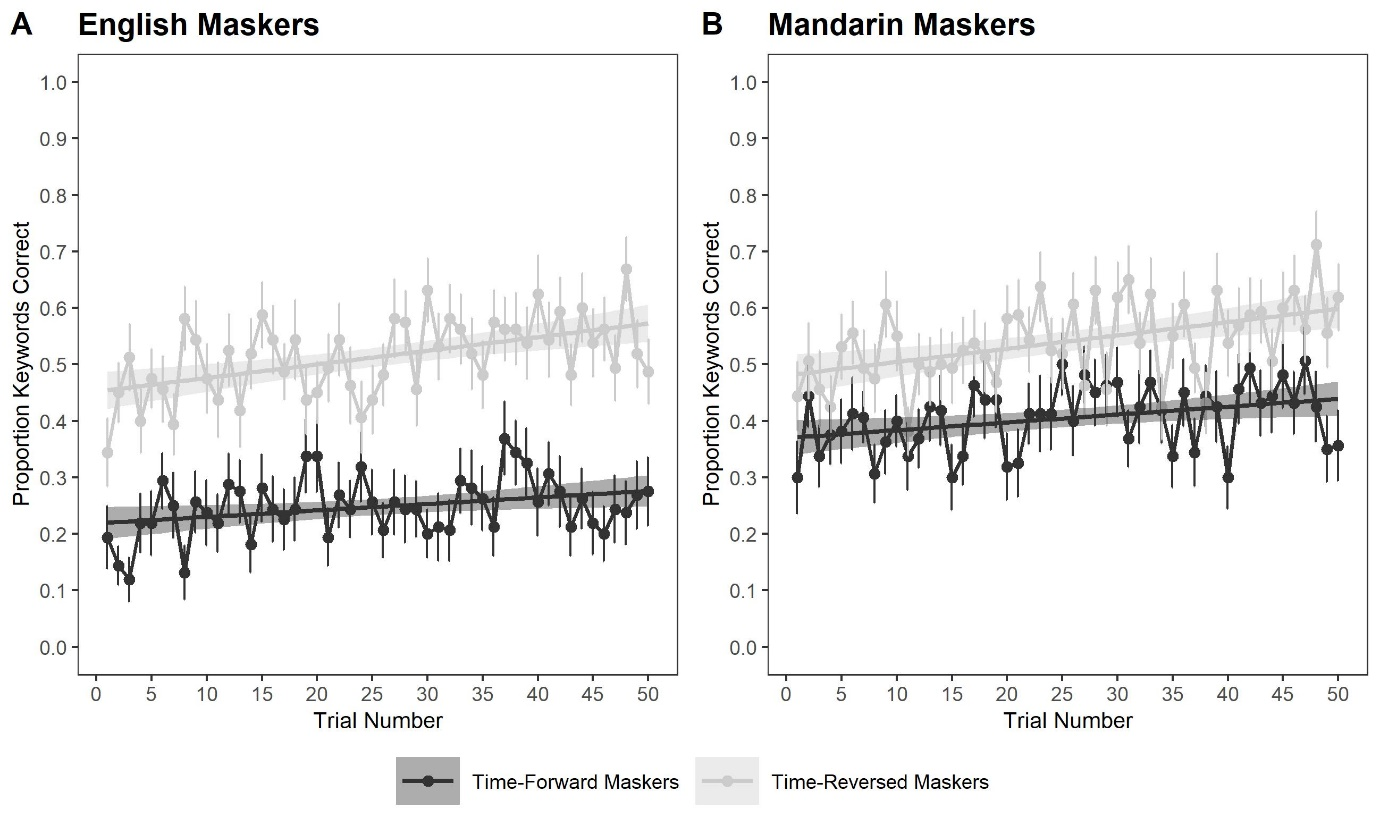 A English Maskers
Proportion Keywords Correct
1.0
0.9
0.8
0.7
0.6
0.5
0.4
0.3
0.2
0.1
0.0
0 5 10 15 20 25 30 35 40 45 50
Trial Number
B Mandarin Maskers
Proportion Keywords Correct
1.0
0.9
0.8
0.7
0.6
0.5
0.4
0.3
0.2
0.1
0.0
0 5 10 15 20 25 30 35 40 45 50
Trial Number
Time-Forward Maskers Time-Reversed Maskers